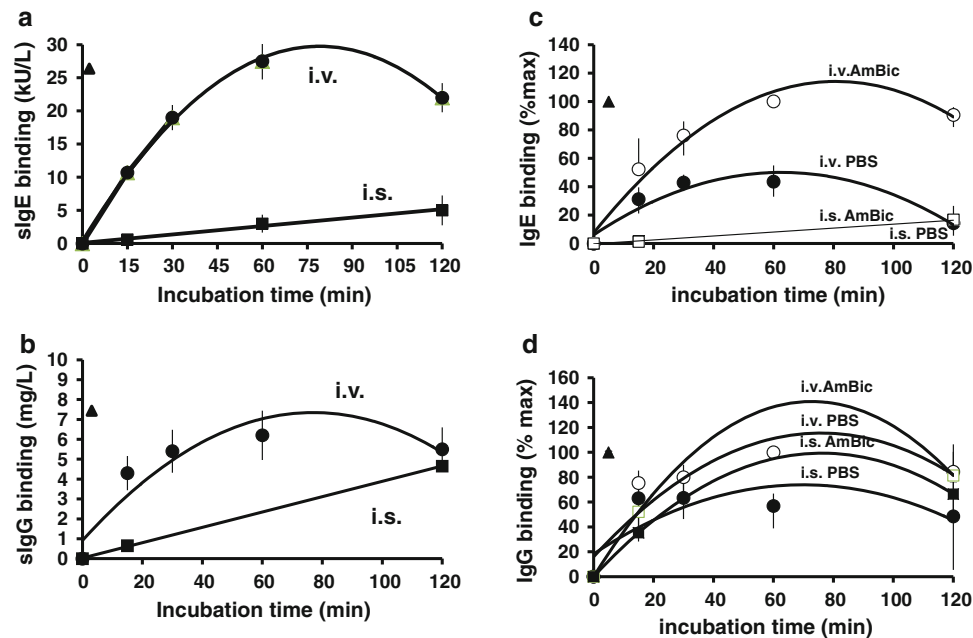 a
sIgE binding (kU/L)
30
25
20
15
10
5
0
i.v.
i.s.
0 15 30 45 60 75 90 105 120
Incubation time (min)
b
sIgG binding (mg/L)
10
9
8
7
6
5
4
3
2
1
0
i.v.
i.s.
0 20 40 60 80 100 120
Incubation time (min)
c
IgE binding (%max)
140
120
100
80
60
40
20
0
i.v.AmBic
i.v. PBS
i.s. AmBic
i.s. PBS
0 20 40 60 80 100 120
incubation time (min)
d
IgG binding (% max)
160
140
120
100
80
60
40
20
0
i.v.AmBic
i.v. PBS
i.s. AmBic
i.s. PBS
0 20 40 60 80 100 120
incubation time (min)